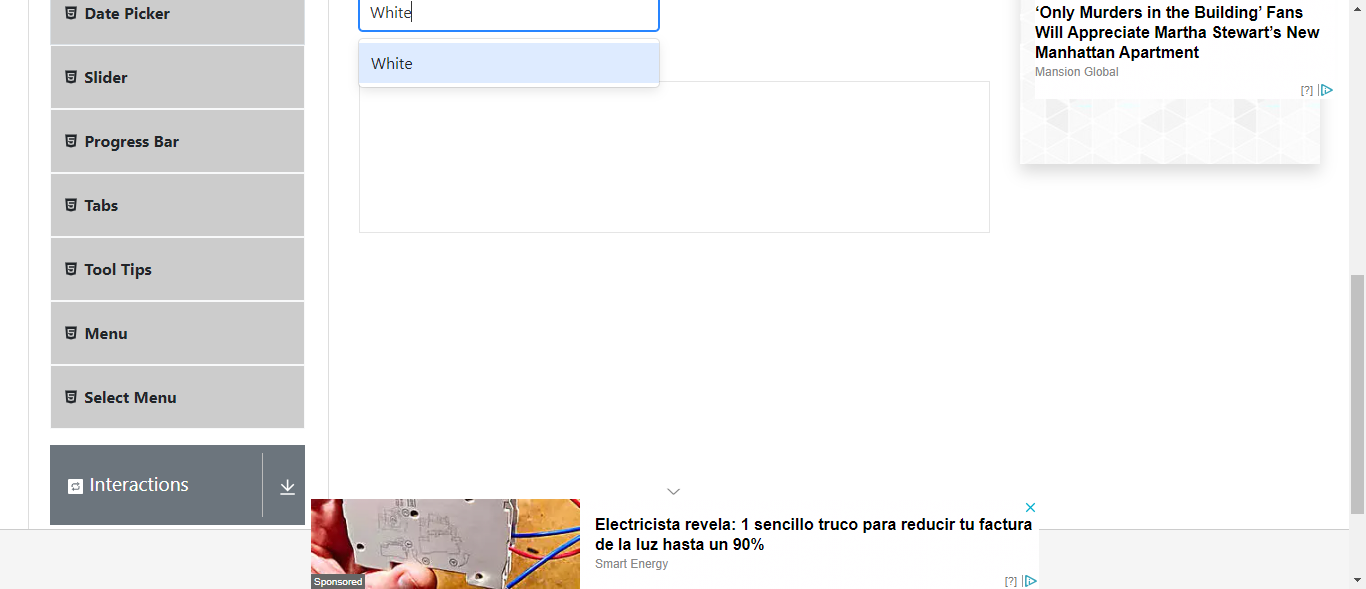 Date Picker
Slider
Progress Bar
Tabs
Tool Tips
Menu
Select Menu
Interactions
White
White
‘Only Murders in the Building’ Fans
Will Appreciate Martha Stewart’s New
Manhattan Apartment
Mansion Global
[?]
Electricista revela: 1 sencillo truco para reducir tu factura
de la luz hasta un 90%
Smart Energy
Sponsored
[?]